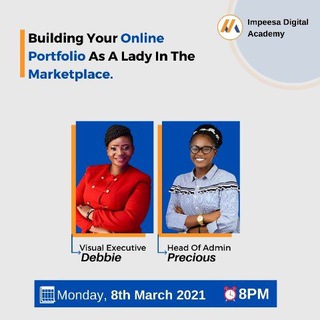 Impeesa Digital
Academy
Building Your Online
Portfolio As A Lady In The
Marketplace.
Visual Executive
Debbie
Head Of Admin
Precious
Monday, 8th March 2021
8PM